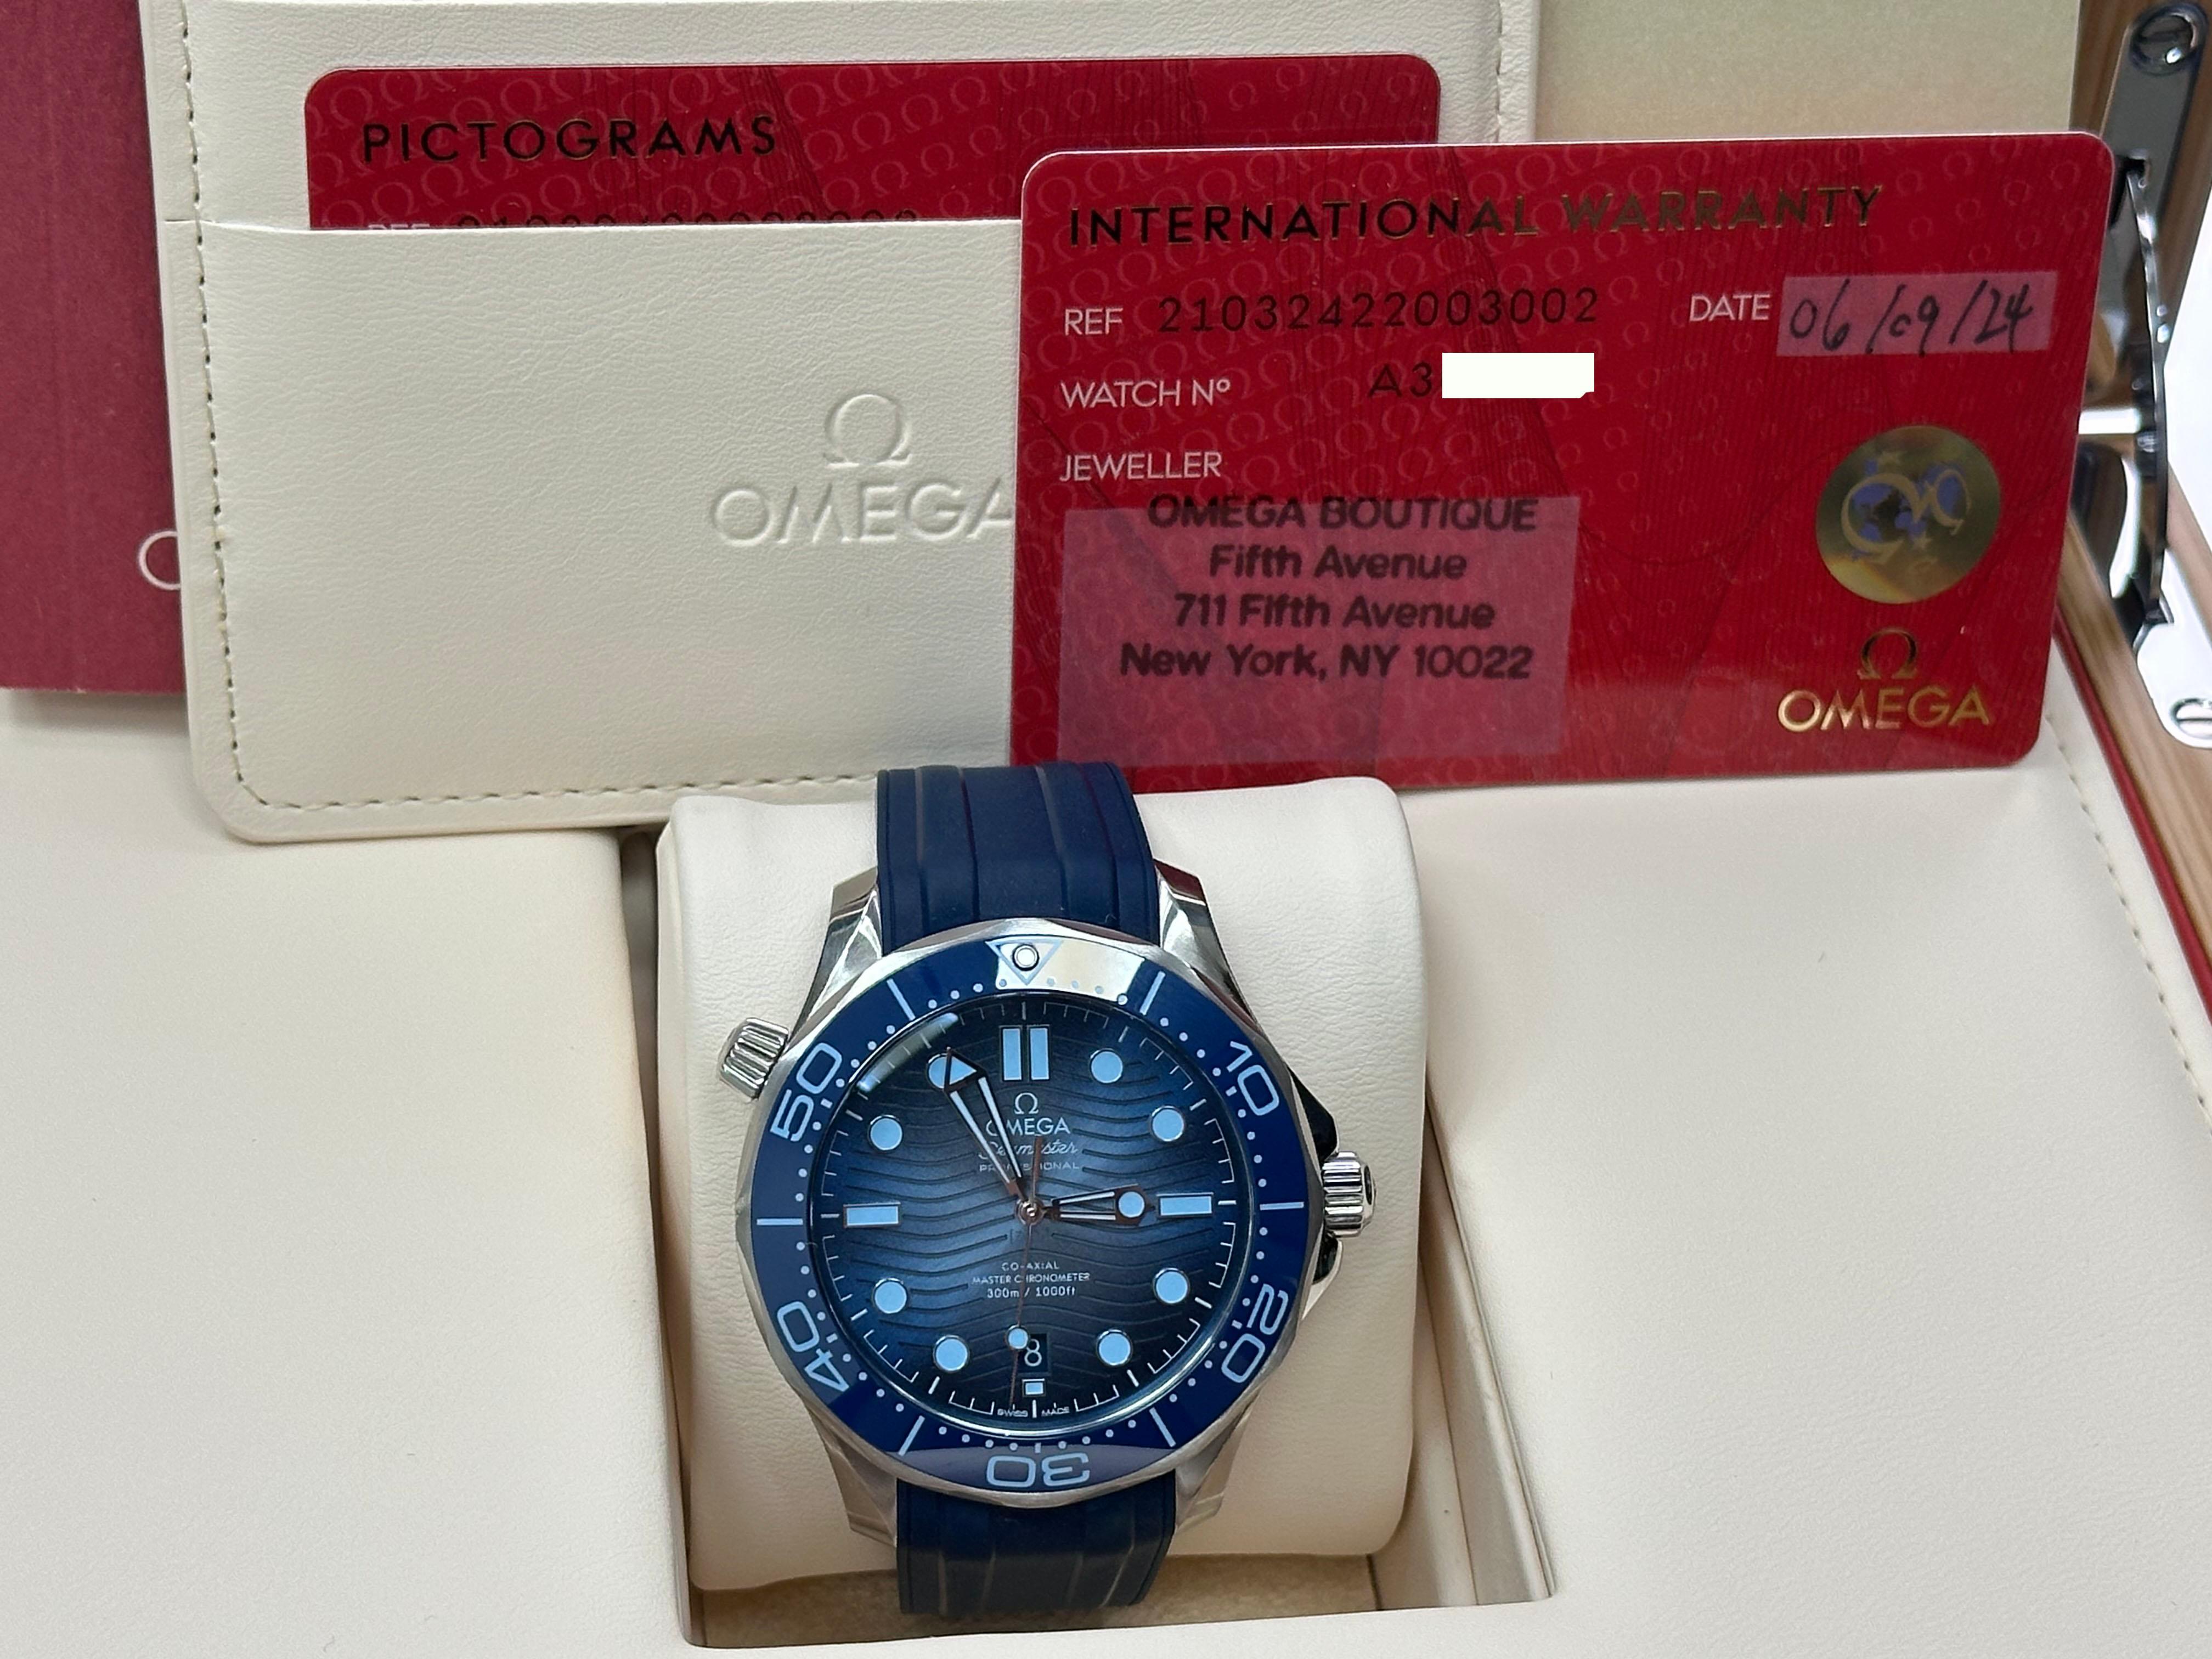 PICTOGRAMS
REF
INTERNATIONAL WARRANTY
REF 21032422003002 DATE 06/09/24
WATCH Nº A3
JEWELLER
OMEGA BOUTIQUE
Fifth Avenue
711 Fifth Avenue
New York, NY 10022
Ω
OMEGA
Ω
OMEGA
Ω
OMEGA
Seamaster
PROFESSIONAL
CO-AXIAL
MASTER CHRONOMETER
300m / 1000ft
8
SWISS MADE
10
20
30
40
50